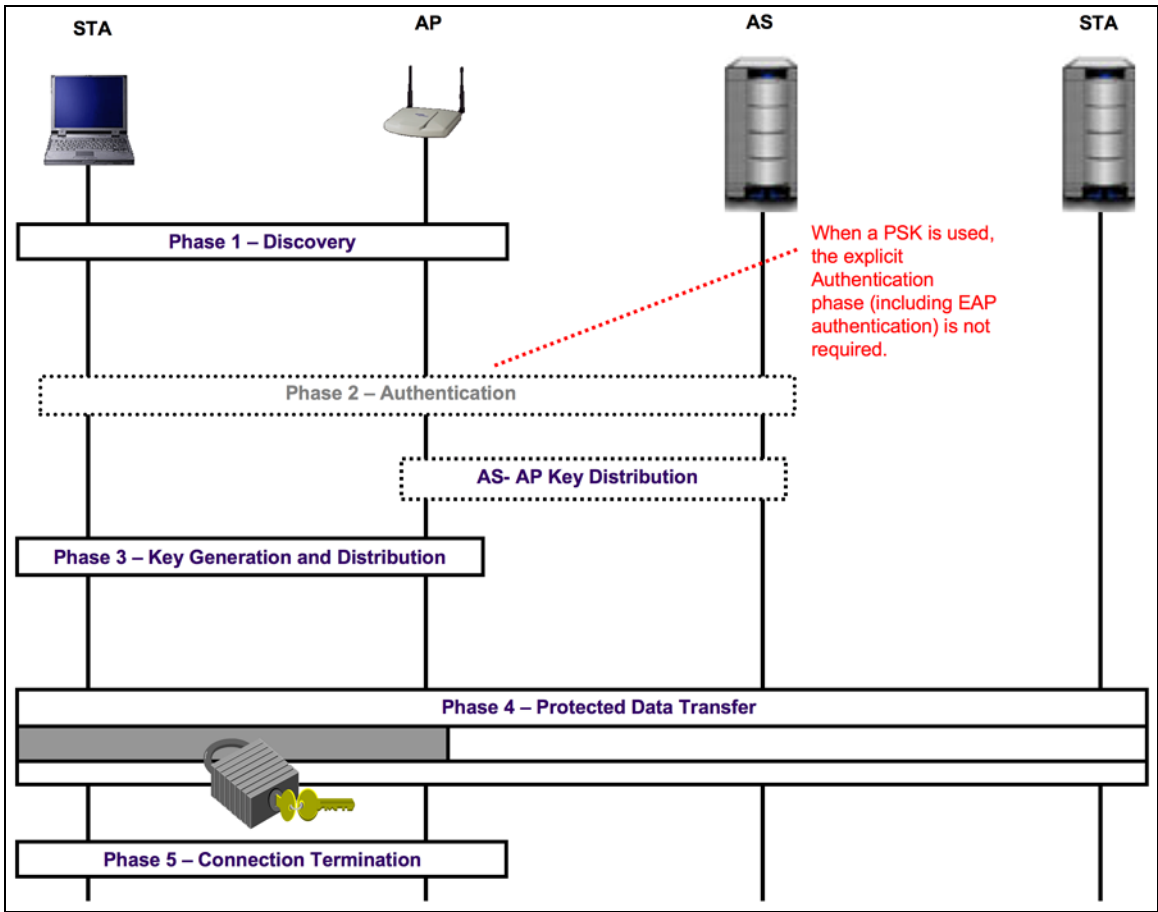 STA
AP
AS
STA
Phase 1 – Discovery
When a PSK is used,
the explicit
Authentication
phase (including EAP
authentication) is not
required.
Phase 2 – Authentication
AS- AP Key Distribution
Phase 3 – Key Generation and Distribution
Phase 4 – Protected Data Transfer
Phase 5 – Connection Termination